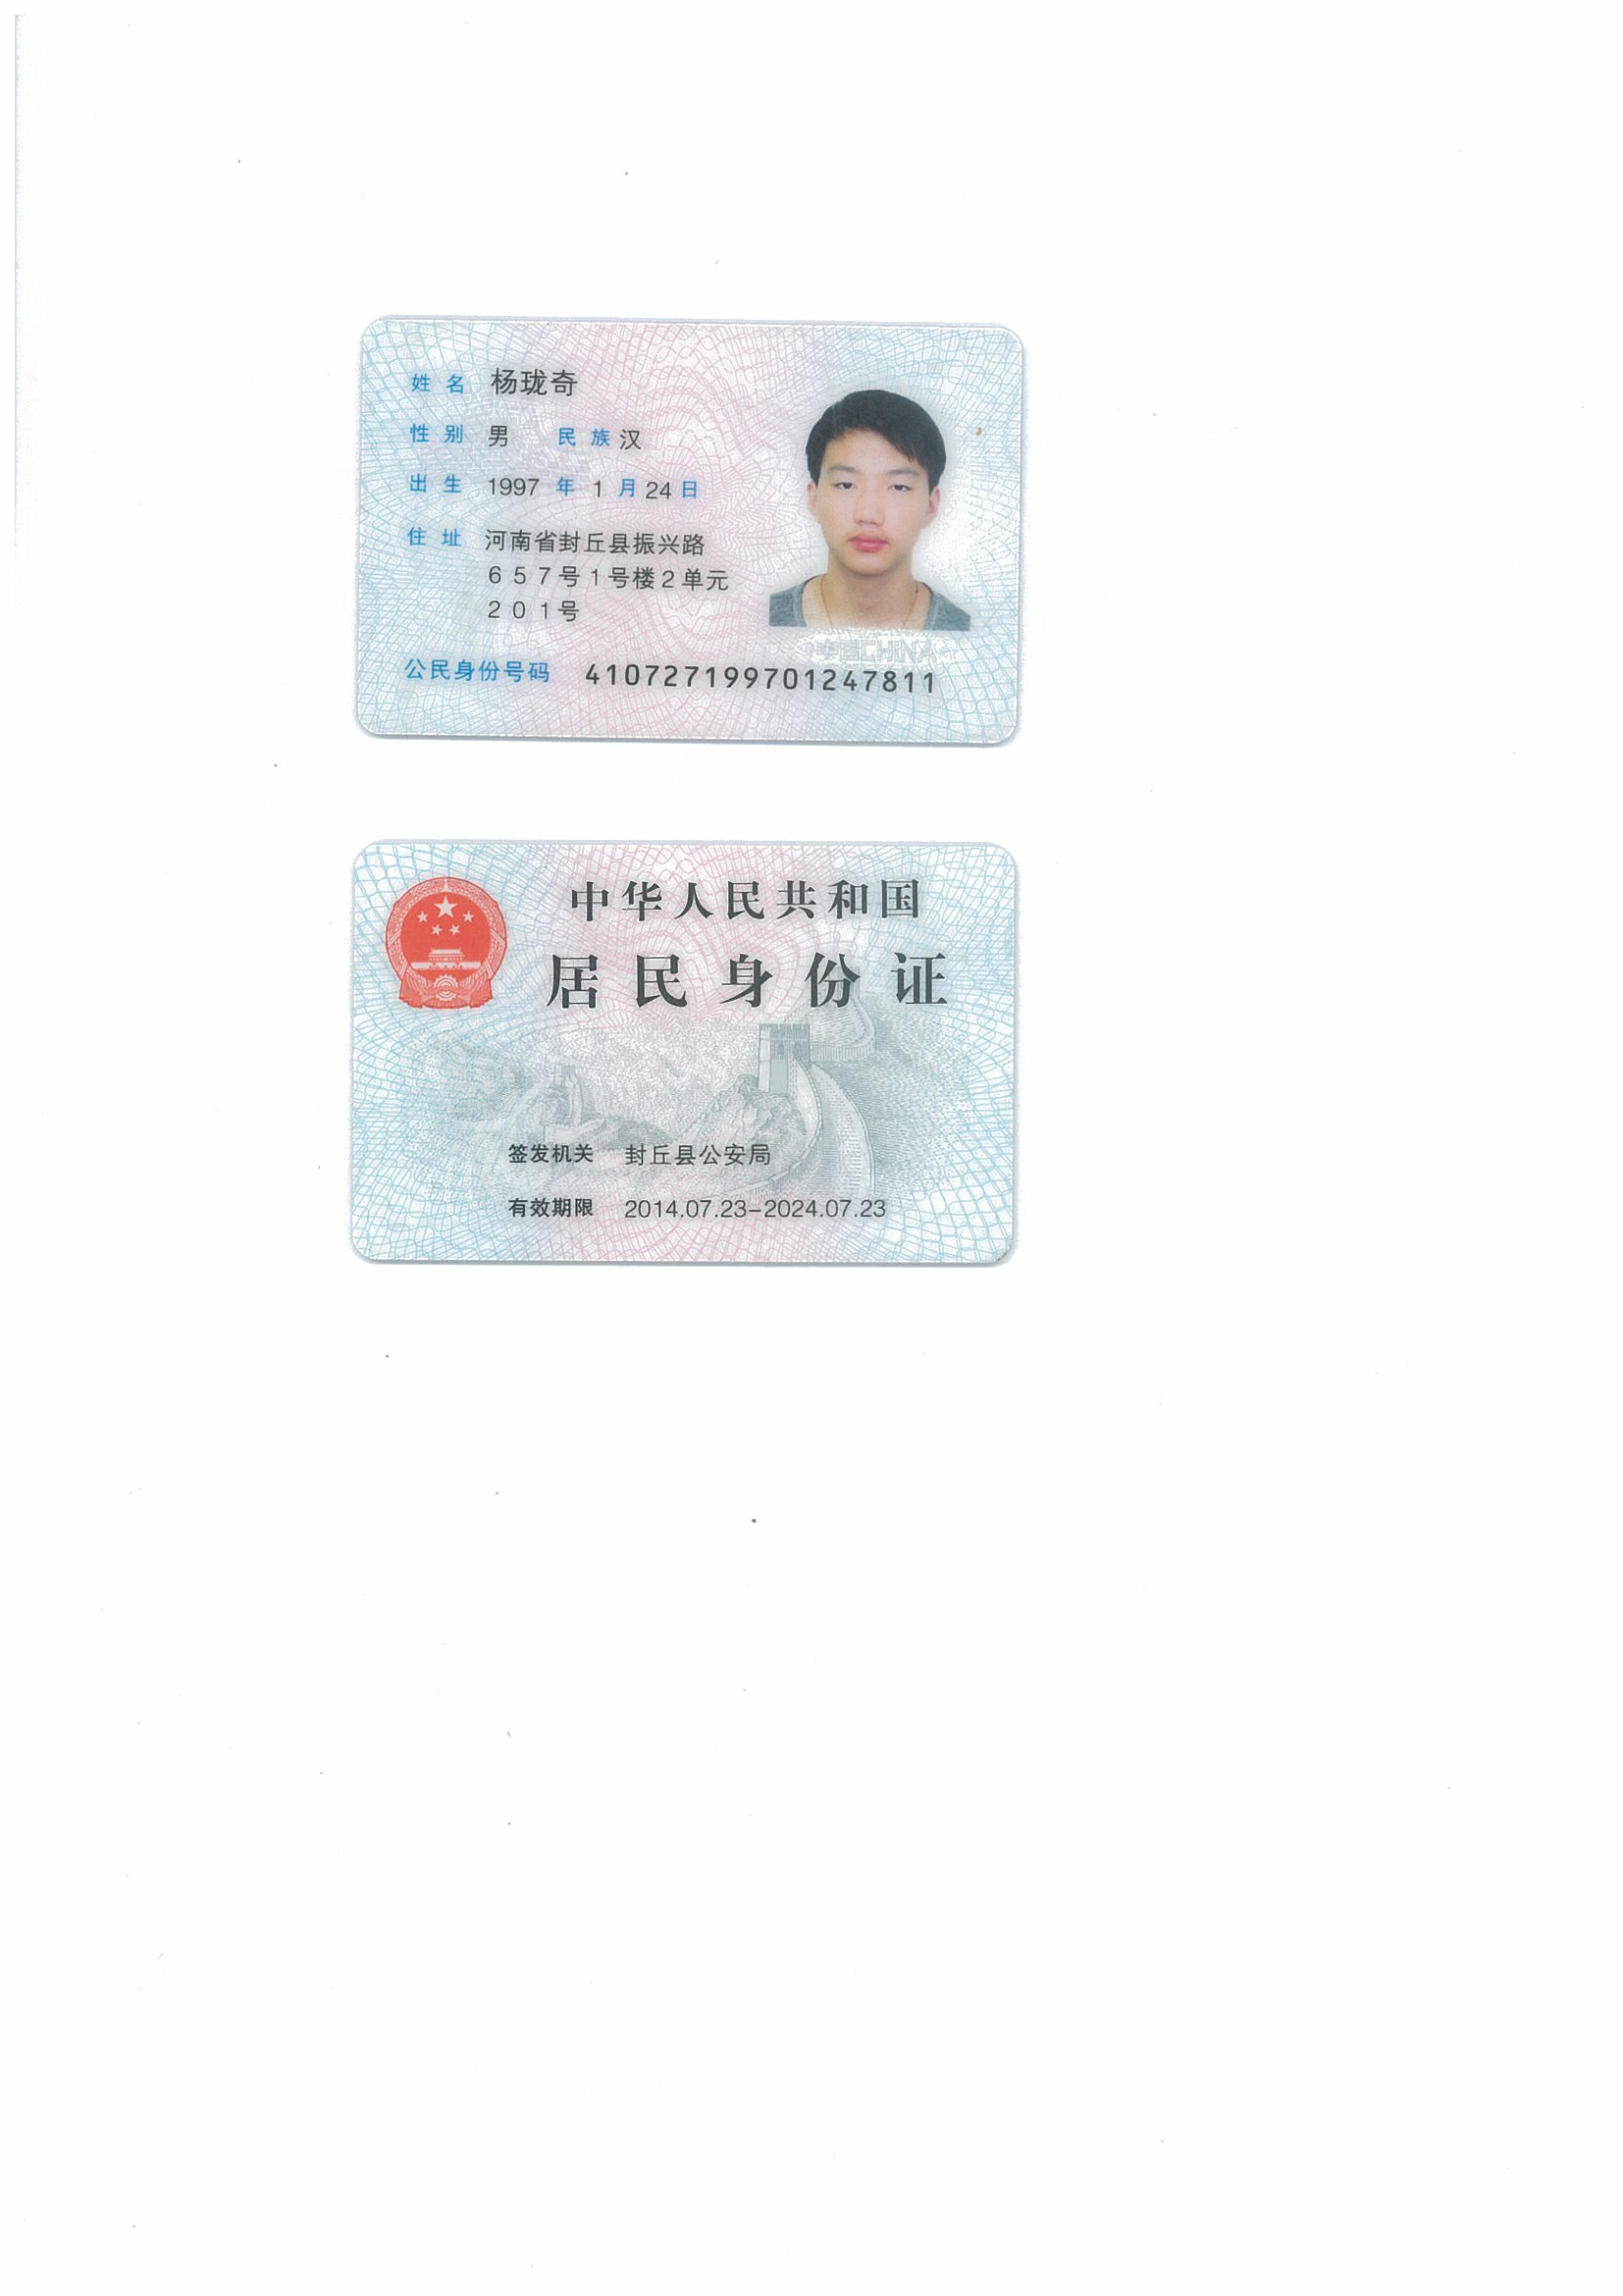 姓名 杨珑奇
性别 男 民族 汉
出生 1997 年 1 月 24 日
住址 河南省封丘县振兴路
657号1号楼2单元
201号
中国CHINA
公民身份号码 410727199701247811
中华人民共和国
居民身份证
签发机关 封丘县公安局
有效期限 2014.07.23-2024.07.23